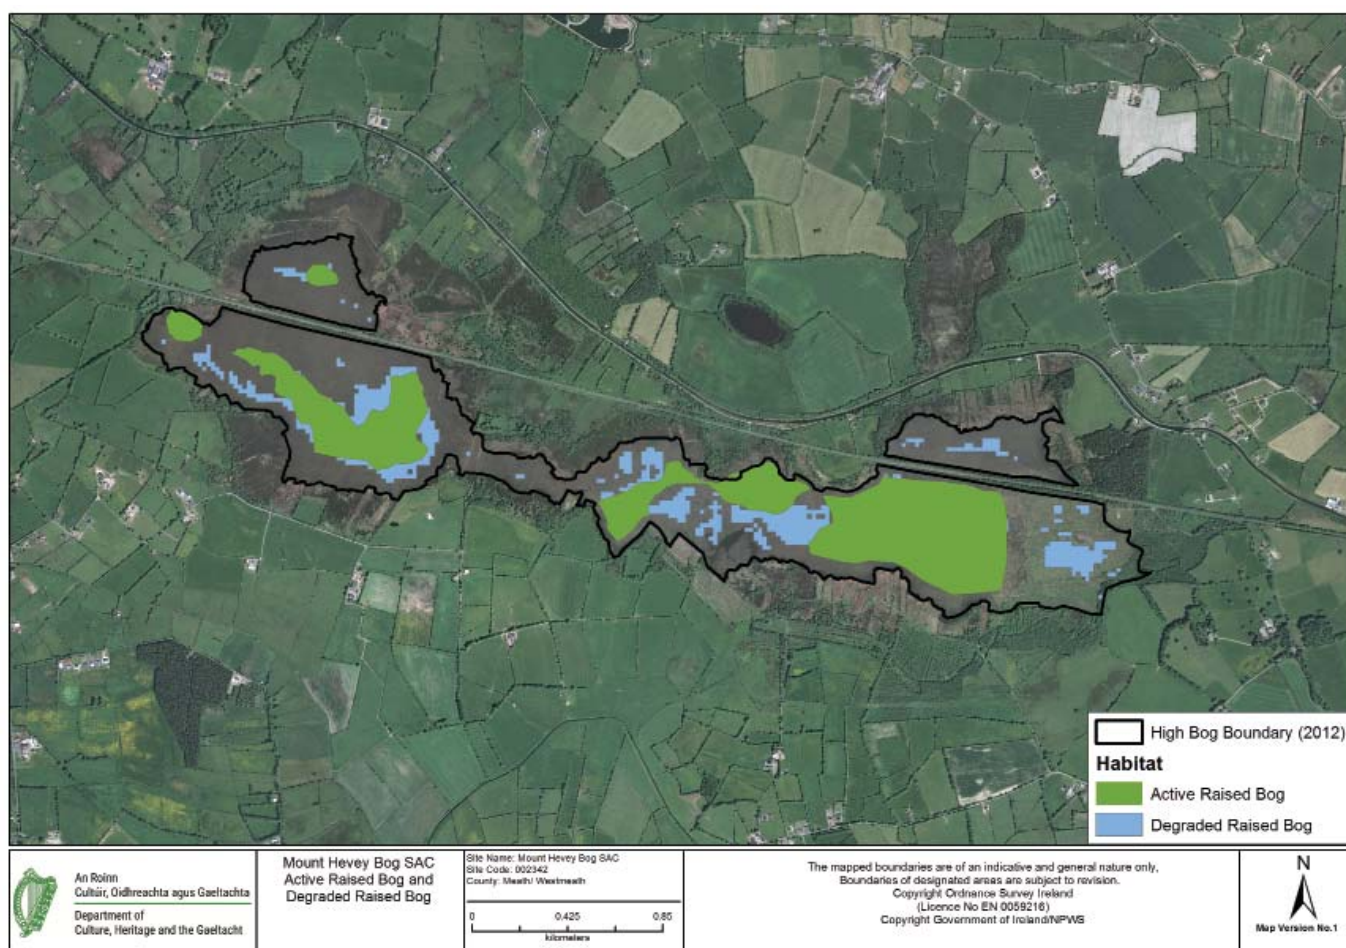 High Bog Boundary (2012)
Habitat
Active Raised Bog
Degraded Raised Bog
An Roinn
Cultúir, Oidhreachta agus Gaeltachta
Department of
Culture, Heritage and the Gaeltacht
Mount Hevey Bog SAC
Active Raised Bog and
Degraded Raised Bog
Site Name: Mount Hevey Bog SAC
Site Code: 002342
County: Meath/ Westmeath
0 0.425 0.85
kilometers
The mapped boundaries are of an indicative and general nature only,
Boundaries of designated areas are subject to revision.
Copyright Ordnance Survey Ireland
(Licence No EN 0059216)
Copyright Government of Ireland/NPWS
N
Map Version No.1